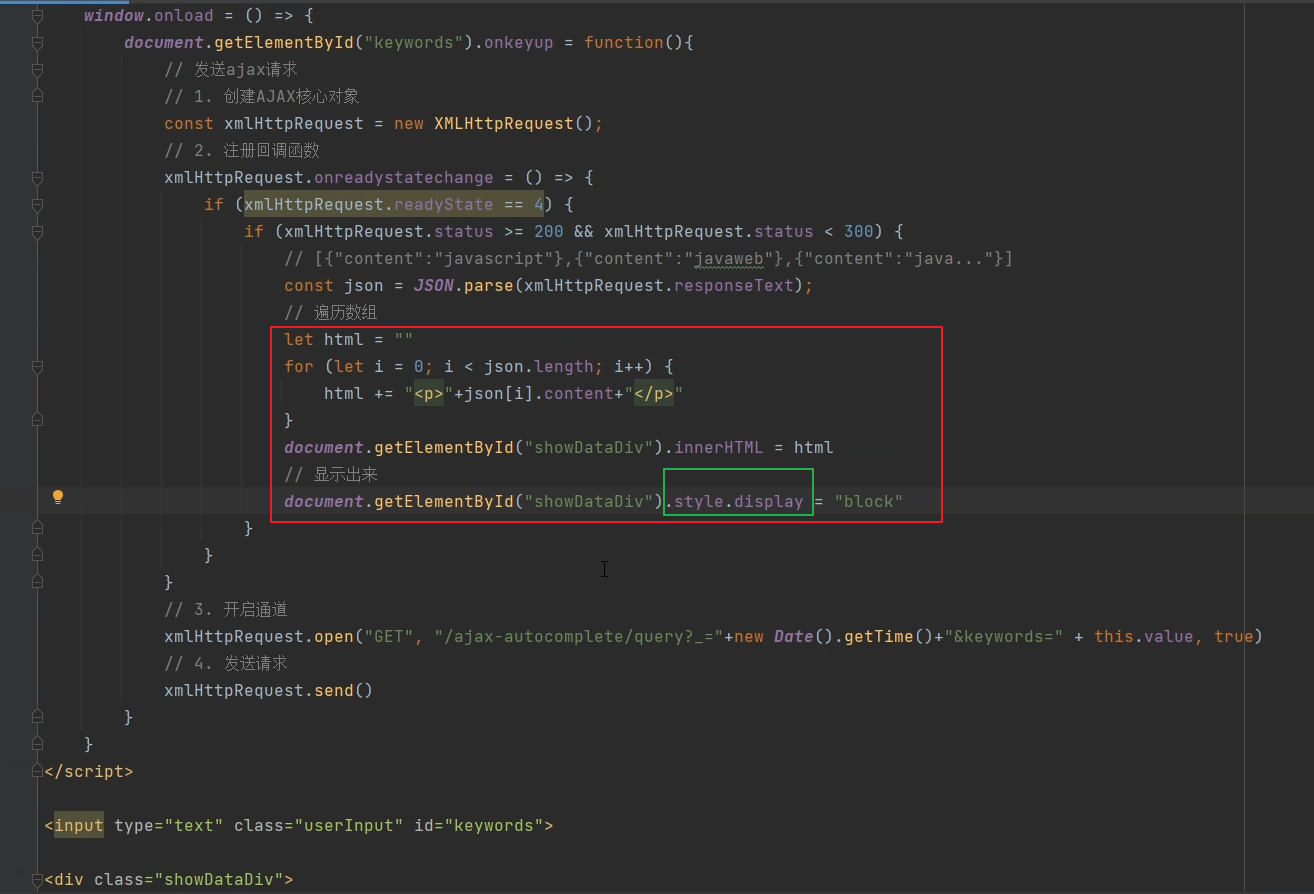 window.onload = () => {
document.getElementById("keywords").onkeyup = function(){
// 发送ajax请求
// 1. 创建AJAX核心对象
const xmlHttpRequest = new XMLHttpRequest();
// 2. 注册回调函数
xmlHttpRequest.onreadystatechange = () => {
if (xmlHttpRequest.readyState == 4) {
if (xmlHttpRequest.status >= 200 && xmlHttpRequest.status < 300) {
// [{"content":"javascript"},{"content":"javaweb"},{"content":"java..."}]
const json = JSON.parse(xmlHttpRequest.responseText);
// 遍历数组
let html = ""
for (let i = 0; i < json.length; i++) {
html += "<p>"+json[i].content+"</p>"
}
document.getElementById("showDataDiv").innerHTML = html
// 显示出来
document.getElementById("showDataDiv").style.display = "block"
}
}
}
// 3. 开启通道
xmlHttpRequest.open("GET", "/ajax-autocomplete/query?_="+new Date().getTime()+"&keywords=" + this.value, true)
// 4. 发送请求
xmlHttpRequest.send()
}
}
</script>
<input type="text" class="userInput" id="keywords">
<div class="showDataDiv">